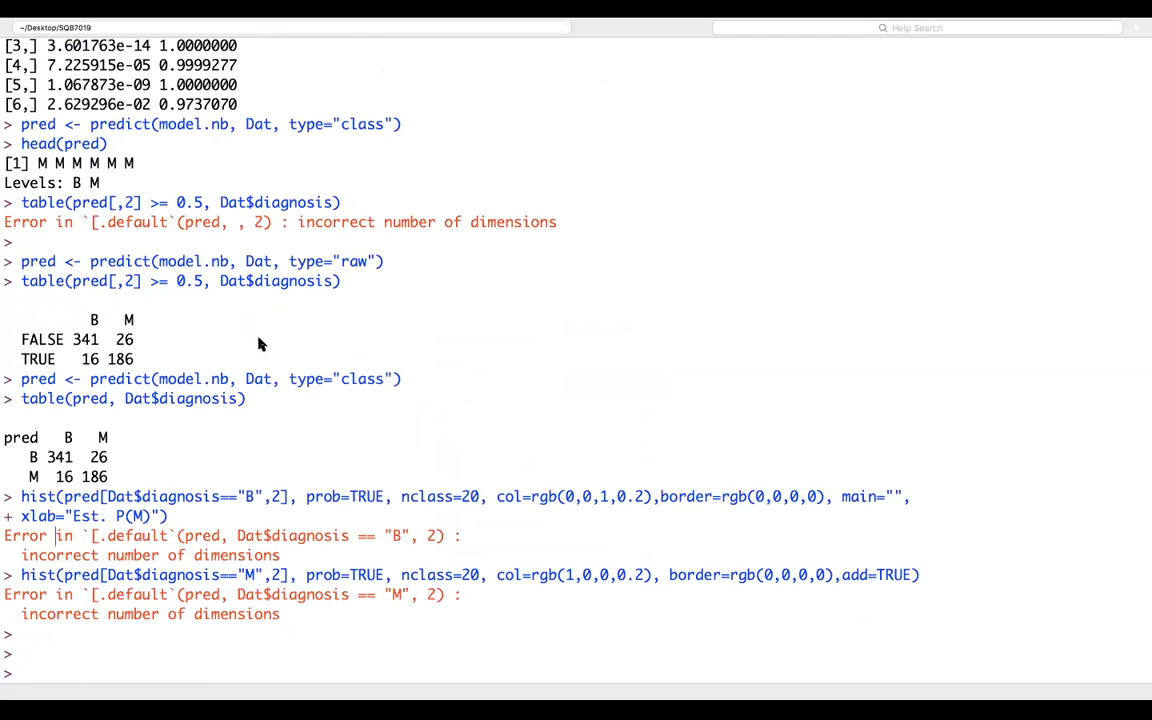 ~/Desktop/SQB7019
Help Search
[3,] 3.601763e-14 1.0000000
[4,] 7.225915e-05 0.9999277
[5,] 1.067873e-09 1.0000000
[6,] 2.629296e-02 0.9737070
> pred <- predict(model.nb, Dat, type="class")
> head(pred)
[1] M M M M M M
Levels: B M
> table(pred[,2] >= 0.5, Dat$diagnosis)
Error in `[.default`(pred, , 2) : incorrect number of dimensions
>
> pred <- predict(model.nb, Dat, type="raw")
> table(pred[,2] >= 0.5, Dat$diagnosis)
B M
FALSE 341 26
TRUE 16 186
> pred <- predict(model.nb, Dat, type="class")
> table(pred, Dat$diagnosis)
pred B M
B 341 26
M 16 186
> hist(pred[Dat$diagnosis=="B",2], prob=TRUE, nclass=20, col=rgb(0,0,1,0.2),border=rgb(0,0,0,0), main="",
+ xlab="Est. P(M)")
Error in `[.default`(pred, Dat$diagnosis == "B", 2) :
incorrect number of dimensions
> hist(pred[Dat$diagnosis=="M",2], prob=TRUE, nclass=20, col=rgb(1,0,0,0.2), border=rgb(0,0,0,0),add=TRUE)
Error in `[.default`(pred, Dat$diagnosis == "M", 2) :
incorrect number of dimensions
>
>
>